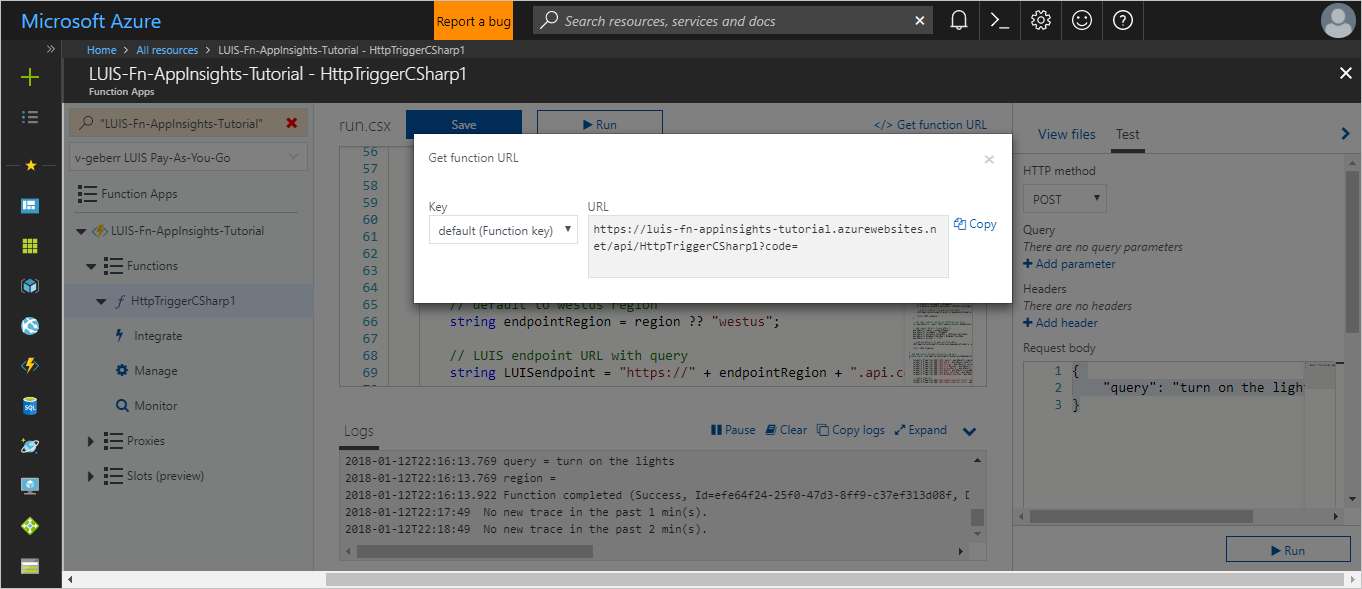 Microsoft Azure
Report a bug
Search resources, services and docs
Home > All resources > LUIS-Fn-AppInsights-Tutorial - HttpTriggerCSharp1
LUIS-Fn-AppInsights-Tutorial - HttpTriggerCSharp1
Function Apps
"LUIS-Fn-AppInsights-Tutorial"
v-geberr LUIS Pay-As-You-Go
Function Apps
LUIS-Fn-AppInsights-Tutorial
Functions
HttpTriggerCSharp1
Integrate
Manage
Monitor
Proxies
Slots (preview)
run.csx
Save
Run
</> Get function URL
Get function URL
Key
default (Function key)
URL
https://luis-fn-appinsights-tutorial.azurewebsites.n
et/api/HttpTriggerCSharp1?code=
Copy
56
57
58
59
60
61
62
63
64
65 // default to westus region
66 string endpointRegion = region ?? "westus";
67
68 // LUIS endpoint URL with query
69 string LUISendpoint = "https://" + endpointRegion + ".api.c
Logs
Pause
Clear
Copy logs
Expand
2018-01-12T22:16:13.769 query = turn on the lights
2018-01-12T22:16:13.769 region =
2018-01-12T22:16:13.922 Function completed (Success, Id=efe64f24-25f0-47d3-8ff9-c37ef313d08f, D
2018-01-12T22:17:49 No new trace in the past 1 min(s).
2018-01-12T22:18:49 No new trace in the past 2 min(s).
View files
Test
HTTP method
POST
Query
There are no query parameters
+ Add parameter
Headers
There are no headers
+ Add header
Request body
1 {
2 "query": "turn on the ligh
3 }
Run